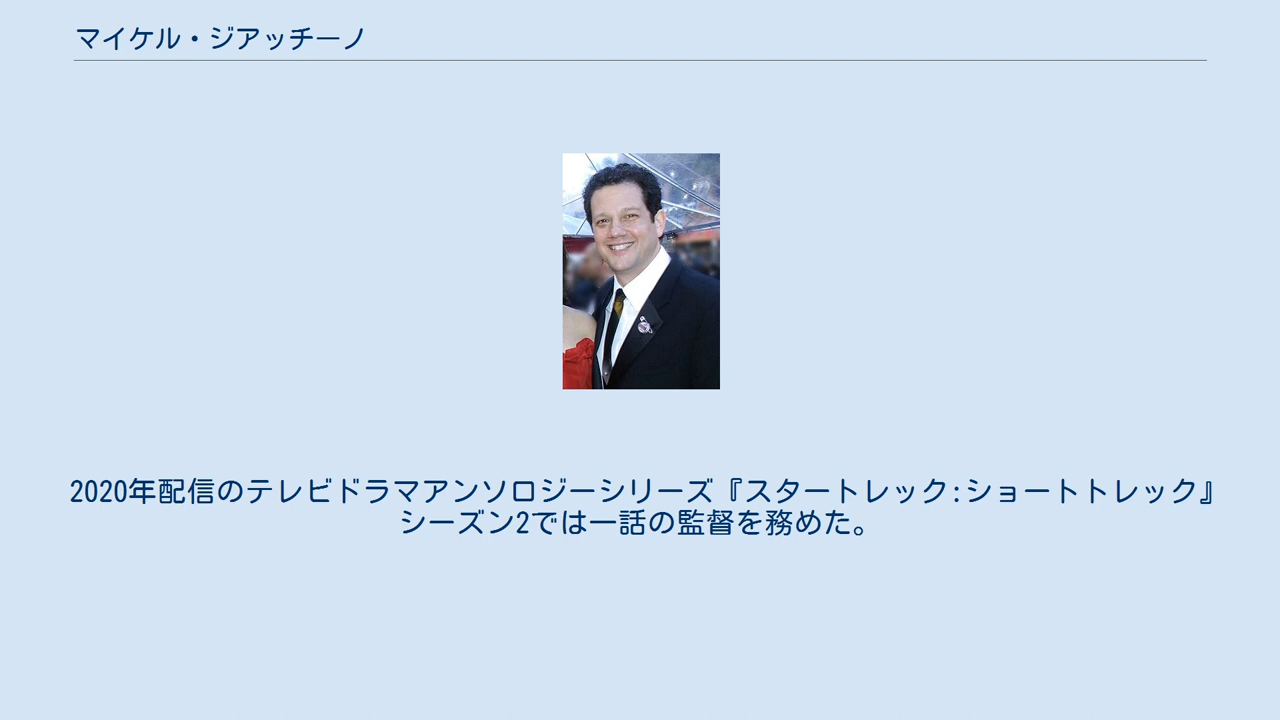 マイケル・ジアッチーノ
2020年配信のテレビドラマアンソロジーシリーズ『スタートレック:ショートトレック』
シーズン2では一話の監督を務めた。